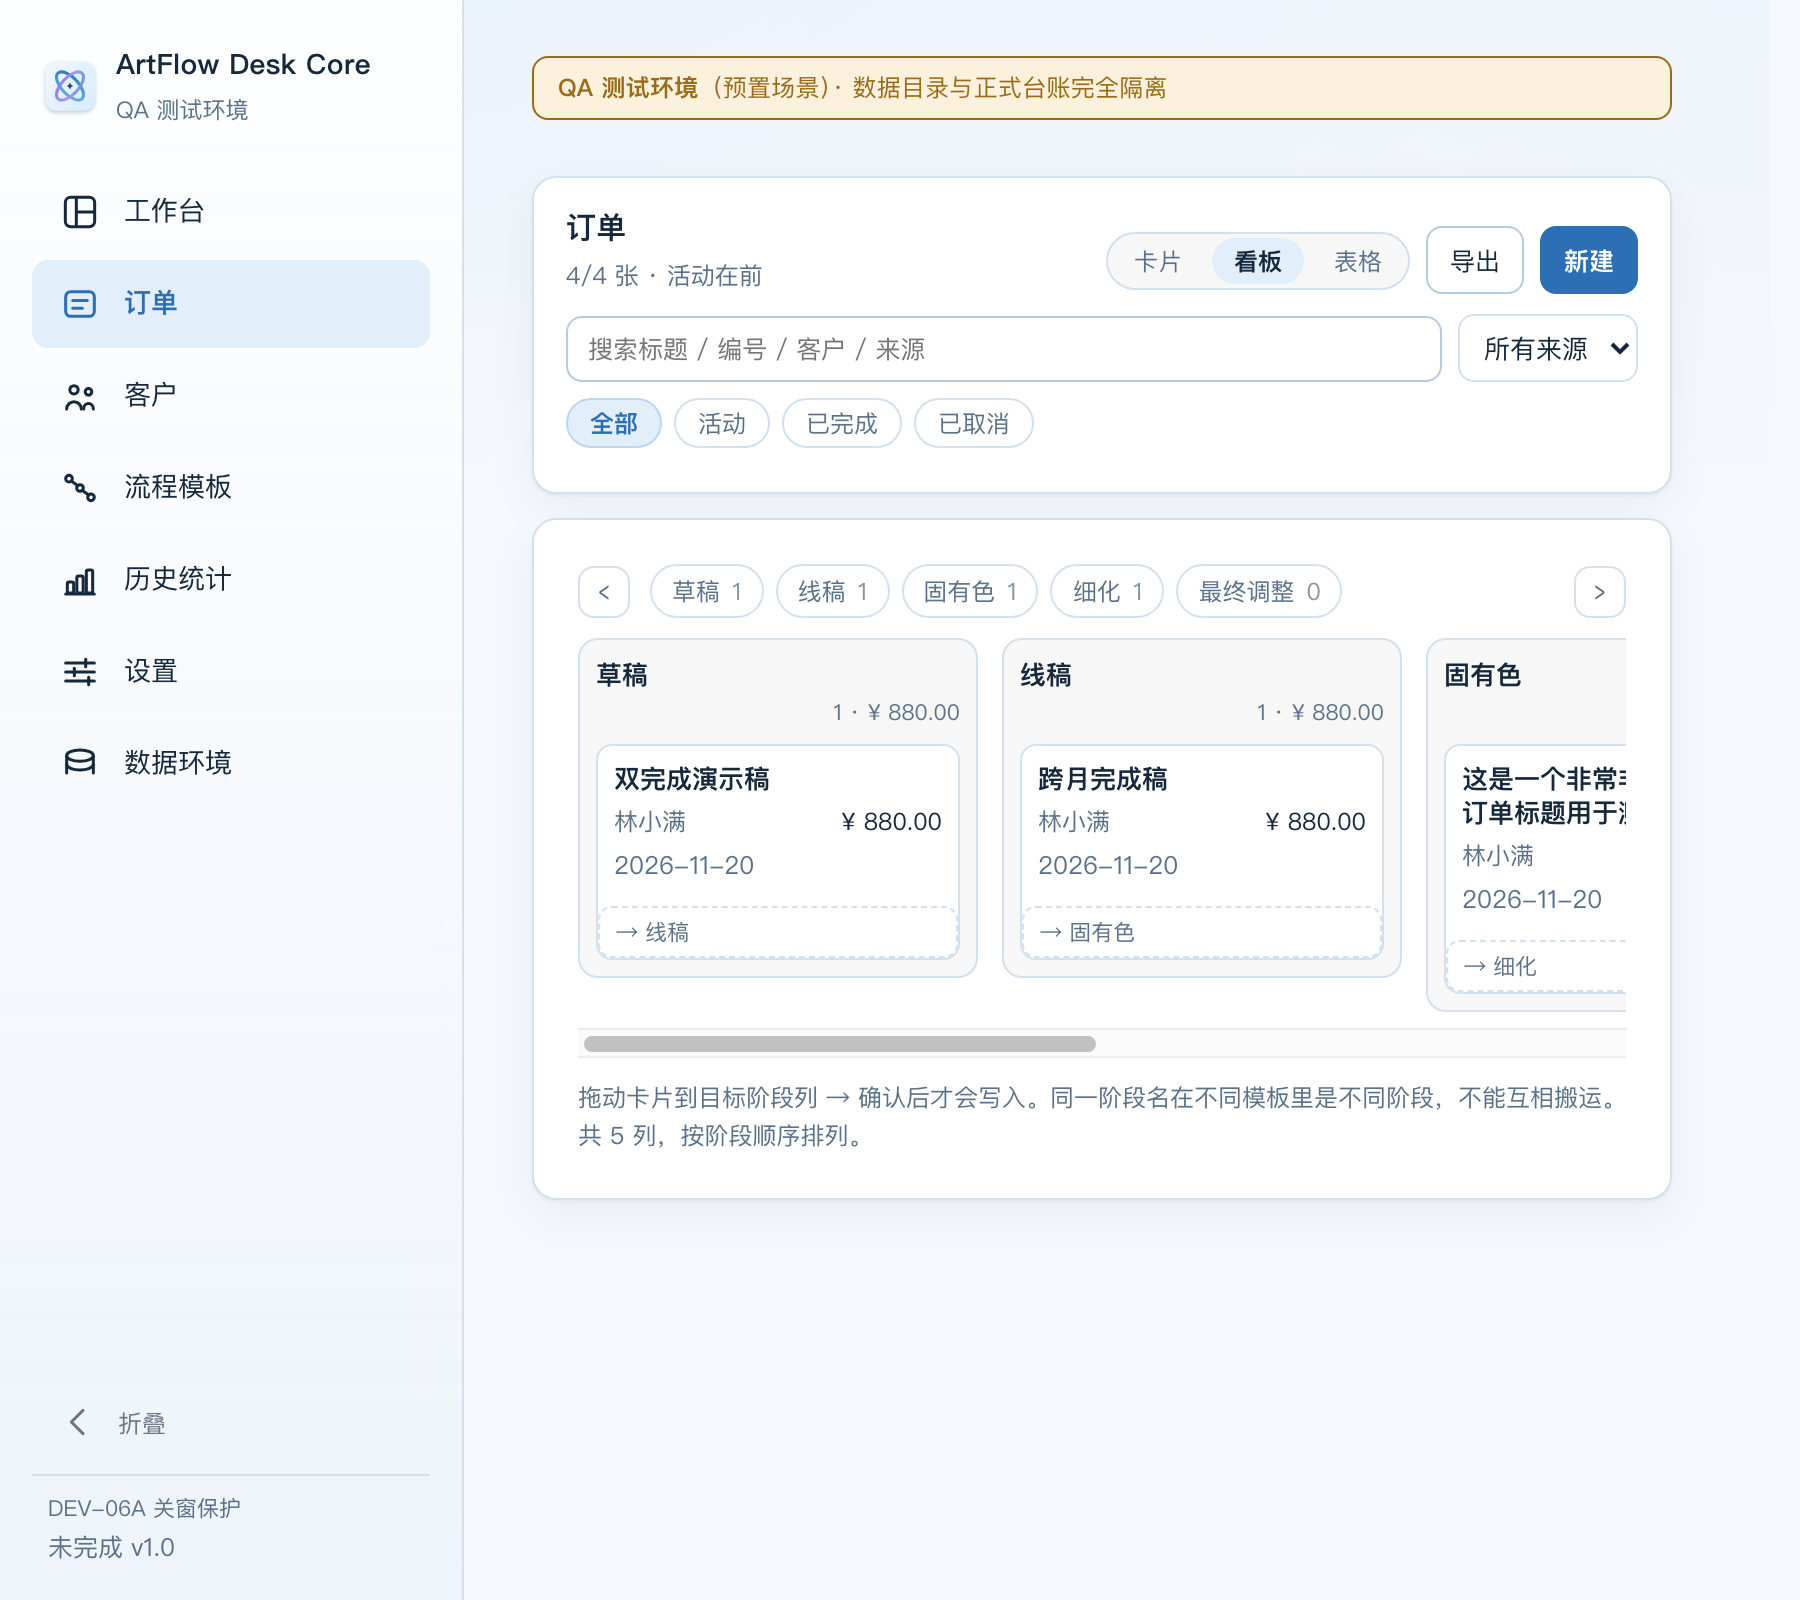 ArtFlow Desk Core
QA 测试环境
工作台
订单
客户
流程模板
历史统计
设置
数据环境
折叠
DEV-06A 关窗保护
未完成 v1.0
QA 测试环境（预置场景）· 数据目录与正式台账完全隔离
订单
4/4 张 · 活动在前
卡片 看板 表格 导出 新建
搜索标题 / 编号 / 客户 / 来源 所有来源
全部 活动 已完成 已取消
< 草稿 1 线稿 1 固有色 1 细化 1 最终调整 0 >
草稿
1 · ¥ 880.00
双完成演示稿
林小满 ¥ 880.00
2026-11-20
→ 线稿
线稿
1 · ¥ 880.00
跨月完成稿
林小满 ¥ 880.00
2026-11-20
→ 固有色
固有色
这是一个非常
订单标题用于
林小满
2026-11-20
→ 细化
拖动卡片到目标阶段列 → 确认后才会写入。同一阶段名在不同模板里是不同阶段，不能互相搬运。
共 5 列，按阶段顺序排列。